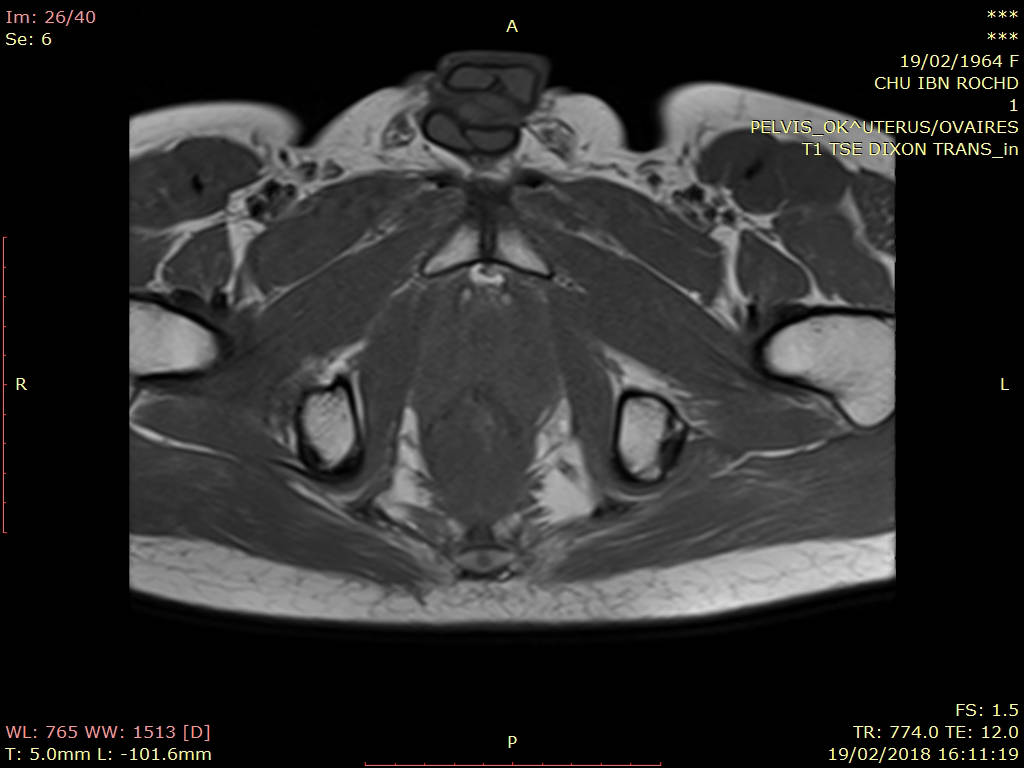 Im: 26/40
Se: 6
A
***
***
19/02/1964 F
CHU IBN ROCHD
1
PELVIS_OK^UTERUS/OVAIRES
T1 TSE DIXON TRANS_in
R
L
WL: 765 WW: 1513 [D]
T: 5.0mm L: -101.6mm
P
FS: 1.5
TR: 774.0 TE: 12.0
19/02/2018 16:11:19